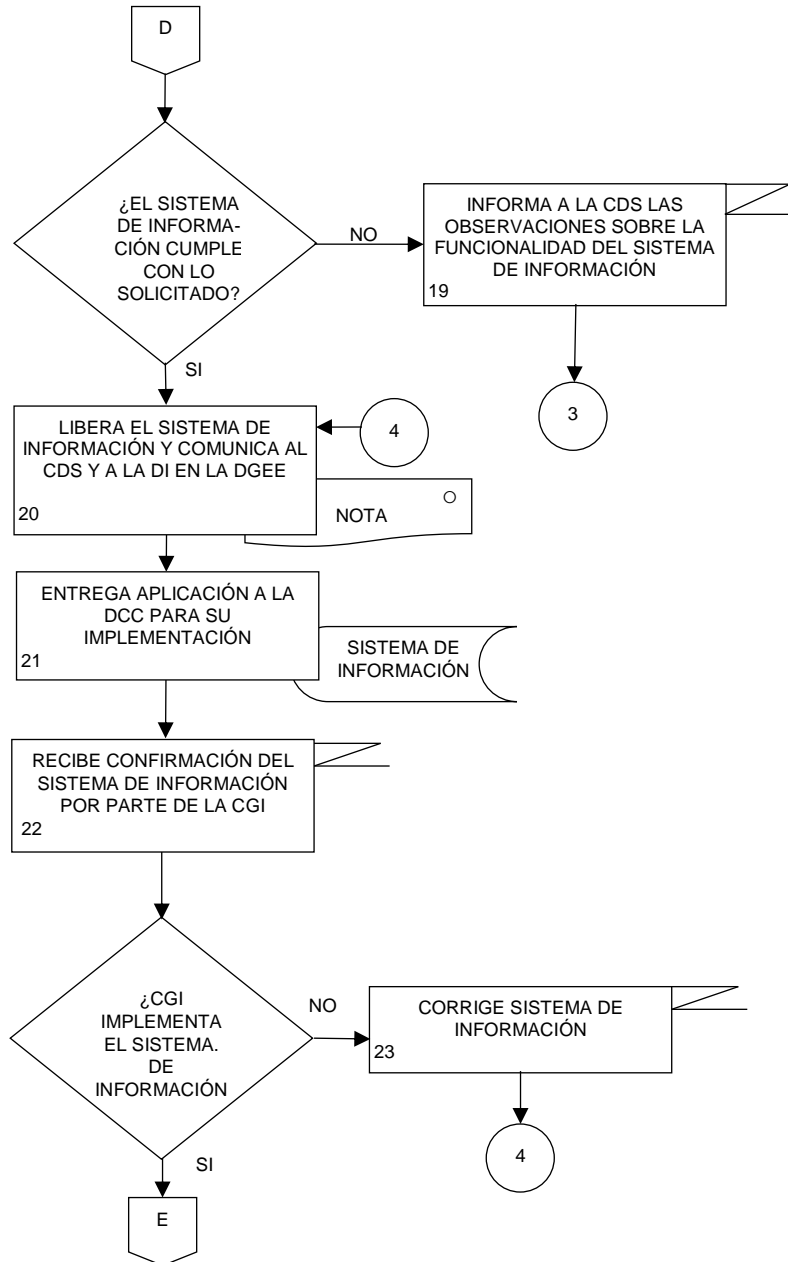 D
¿EL SISTEMA
DE INFORMA-
CIÓN CUMPLE
CON LO
SOLICITADO?
NO
INFORMA A LA CDS LAS
OBSERVACIONES SOBRE LA
FUNCIONALIDAD DEL SISTEMA
DE INFORMACIÓN
19
3
SI
LIBERA EL SISTEMA DE
INFORMACIÓN Y COMUNICA AL
CDS Y A LA DI EN LA DGEE
20
4
NOTA
ENTREGA APLICACIÓN A LA
DCC PARA SU
IMPLEMENTACIÓN
21
SISTEMA DE
INFORMACIÓN
RECIBE CONFIRMACIÓN DEL
SISTEMA DE INFORMACIÓN
POR PARTE DE LA CGI
22
¿CGI
IMPLEMENTA
EL SISTEMA.
DE
INFORMACIÓN
NO
CORRIGE SISTEMA DE
INFORMACIÓN
23
4
SI
E